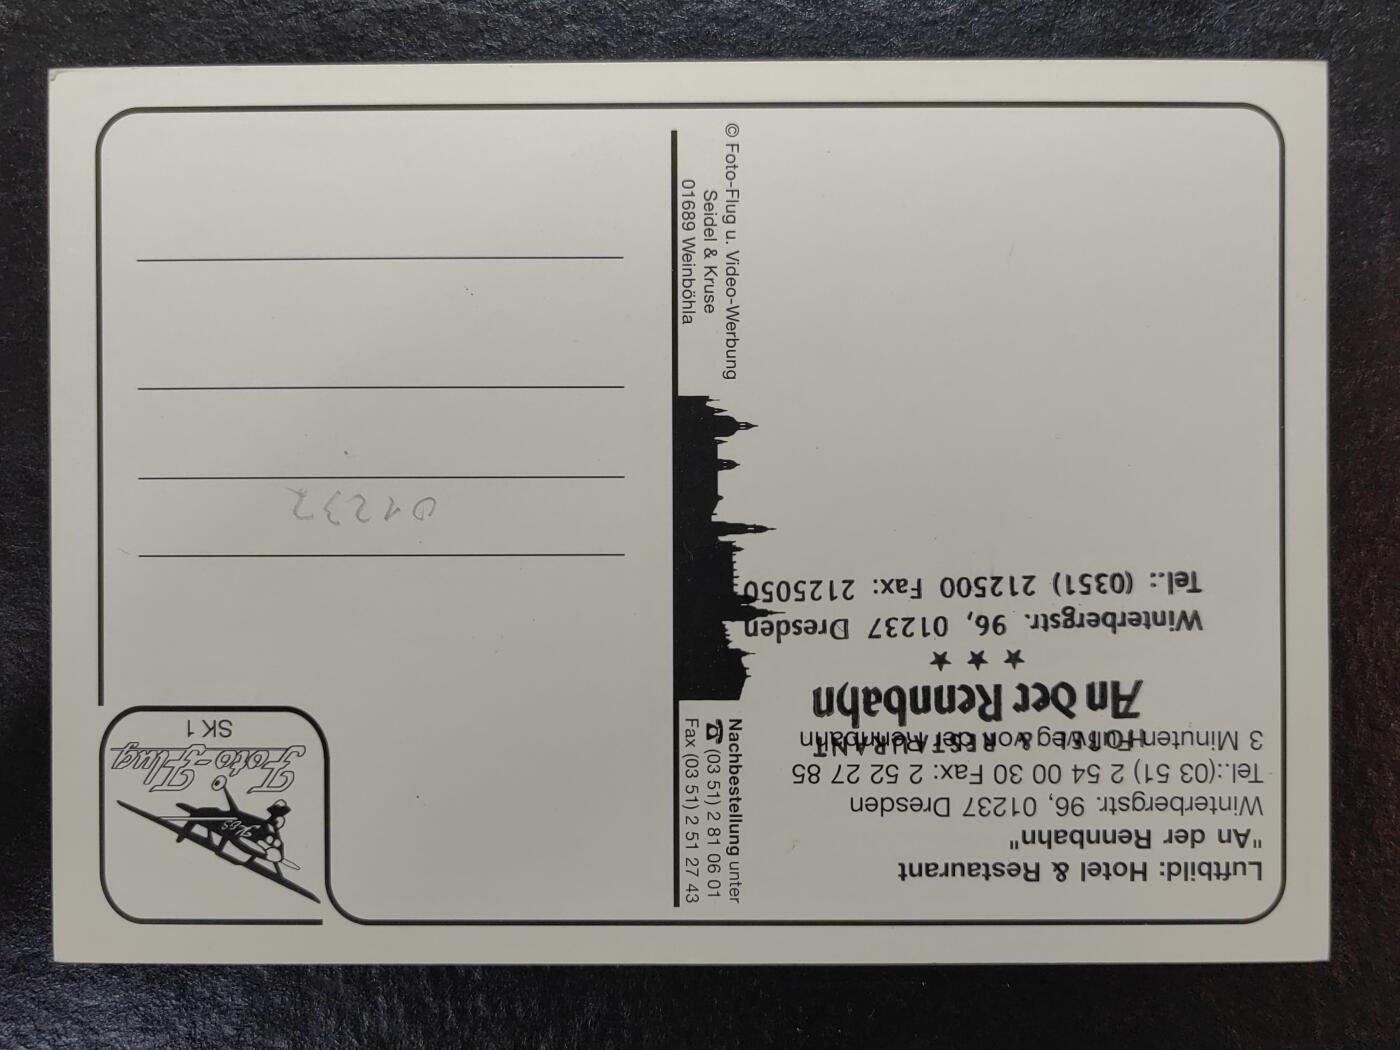 Luftbild: Hotel & Restaurant
"An der Rennbahn"
Winterbergstr. 96, 01237 Dresden
Tel.:(03 51) 2 54 00 30 Fax: 2 52 27 85
3 Minuten Fußweg von der Rennbahn
HOTEL & RESTAURANT
An der Rennbahn
★ ★ ★
Winterbergstr. 96, 01237 Dresden
Tel.: (0351) 212500 Fax: 2125050
Nachbestellung unter
☎ (03 51) 2 81 06 01
Fax (03 51) 2 51 27 43
© Foto-Flug u. Video-Werbung
Seidel & Kruse
01689 Weinböhla
Foto-Flug
SK 1
01237